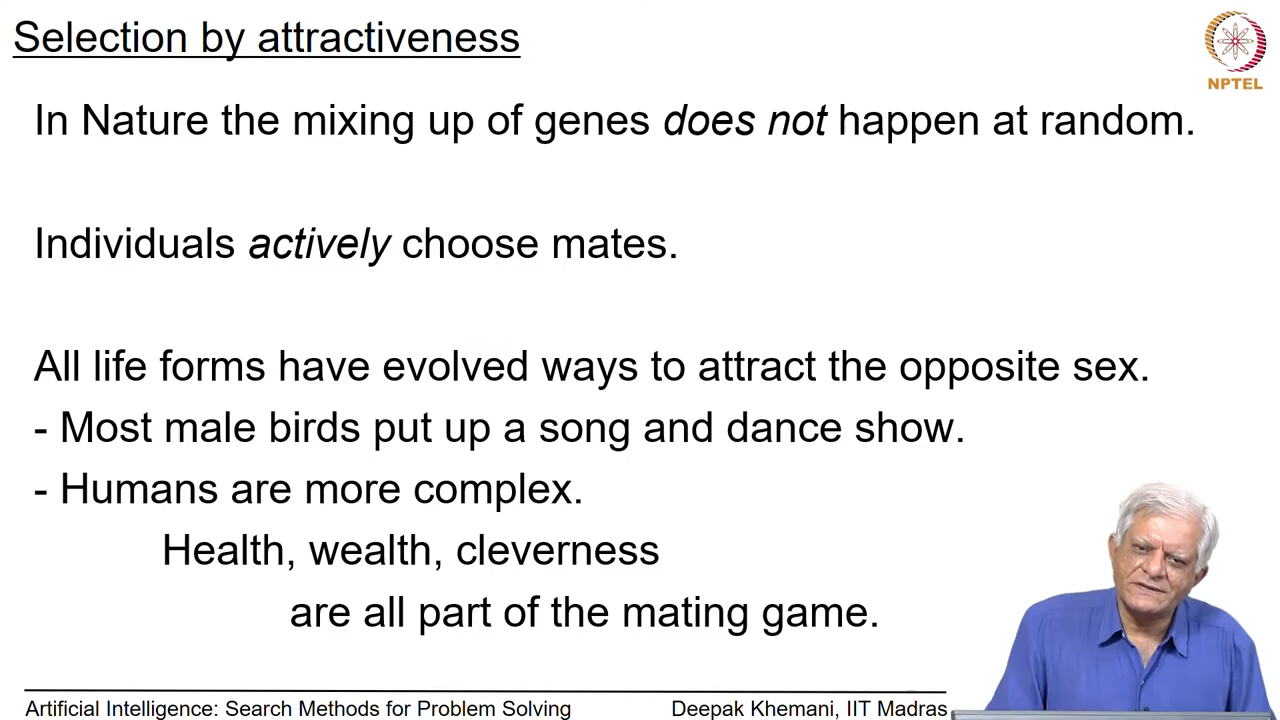 Selection by attractiveness
NPTEL
In Nature the mixing up of genes does not happen at random.
Individuals actively choose mates.
All life forms have evolved ways to attract the opposite sex.
- Most male birds put up a song and dance show.
- Humans are more complex.
Health, wealth, cleverness
are all part of the mating game.
Artificial Intelligence: Search Methods for Problem Solving
Deepak Khemani, IIT Madras